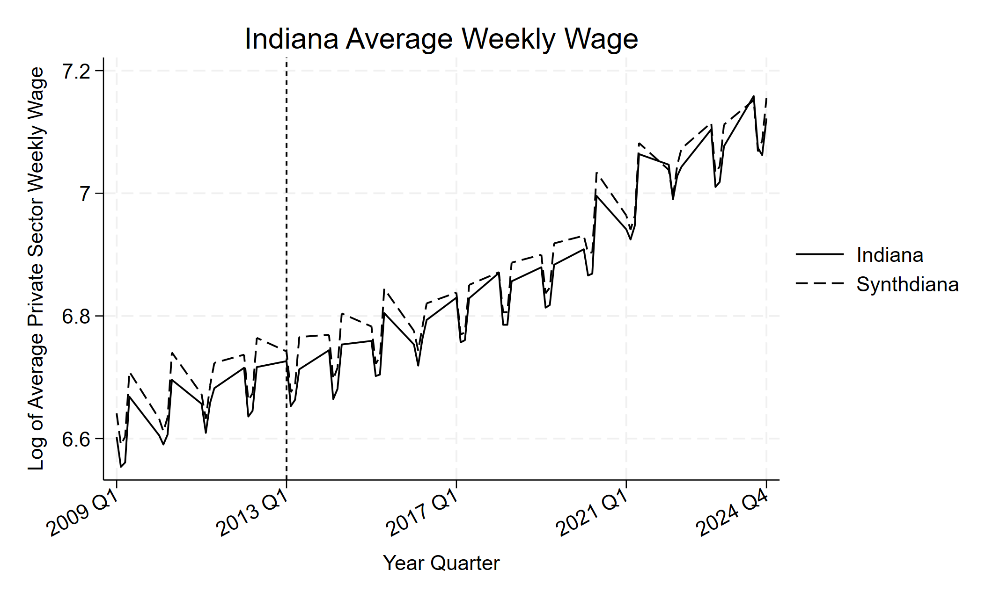 Indiana Average Weekly Wage
Log of Average Private Sector Weekly Wage
7.2
7
6.8
6.6
2009 Q1
2013 Q1
2017 Q1
2021 Q1
2024 Q4
Year Quarter
Indiana
Synthdiana